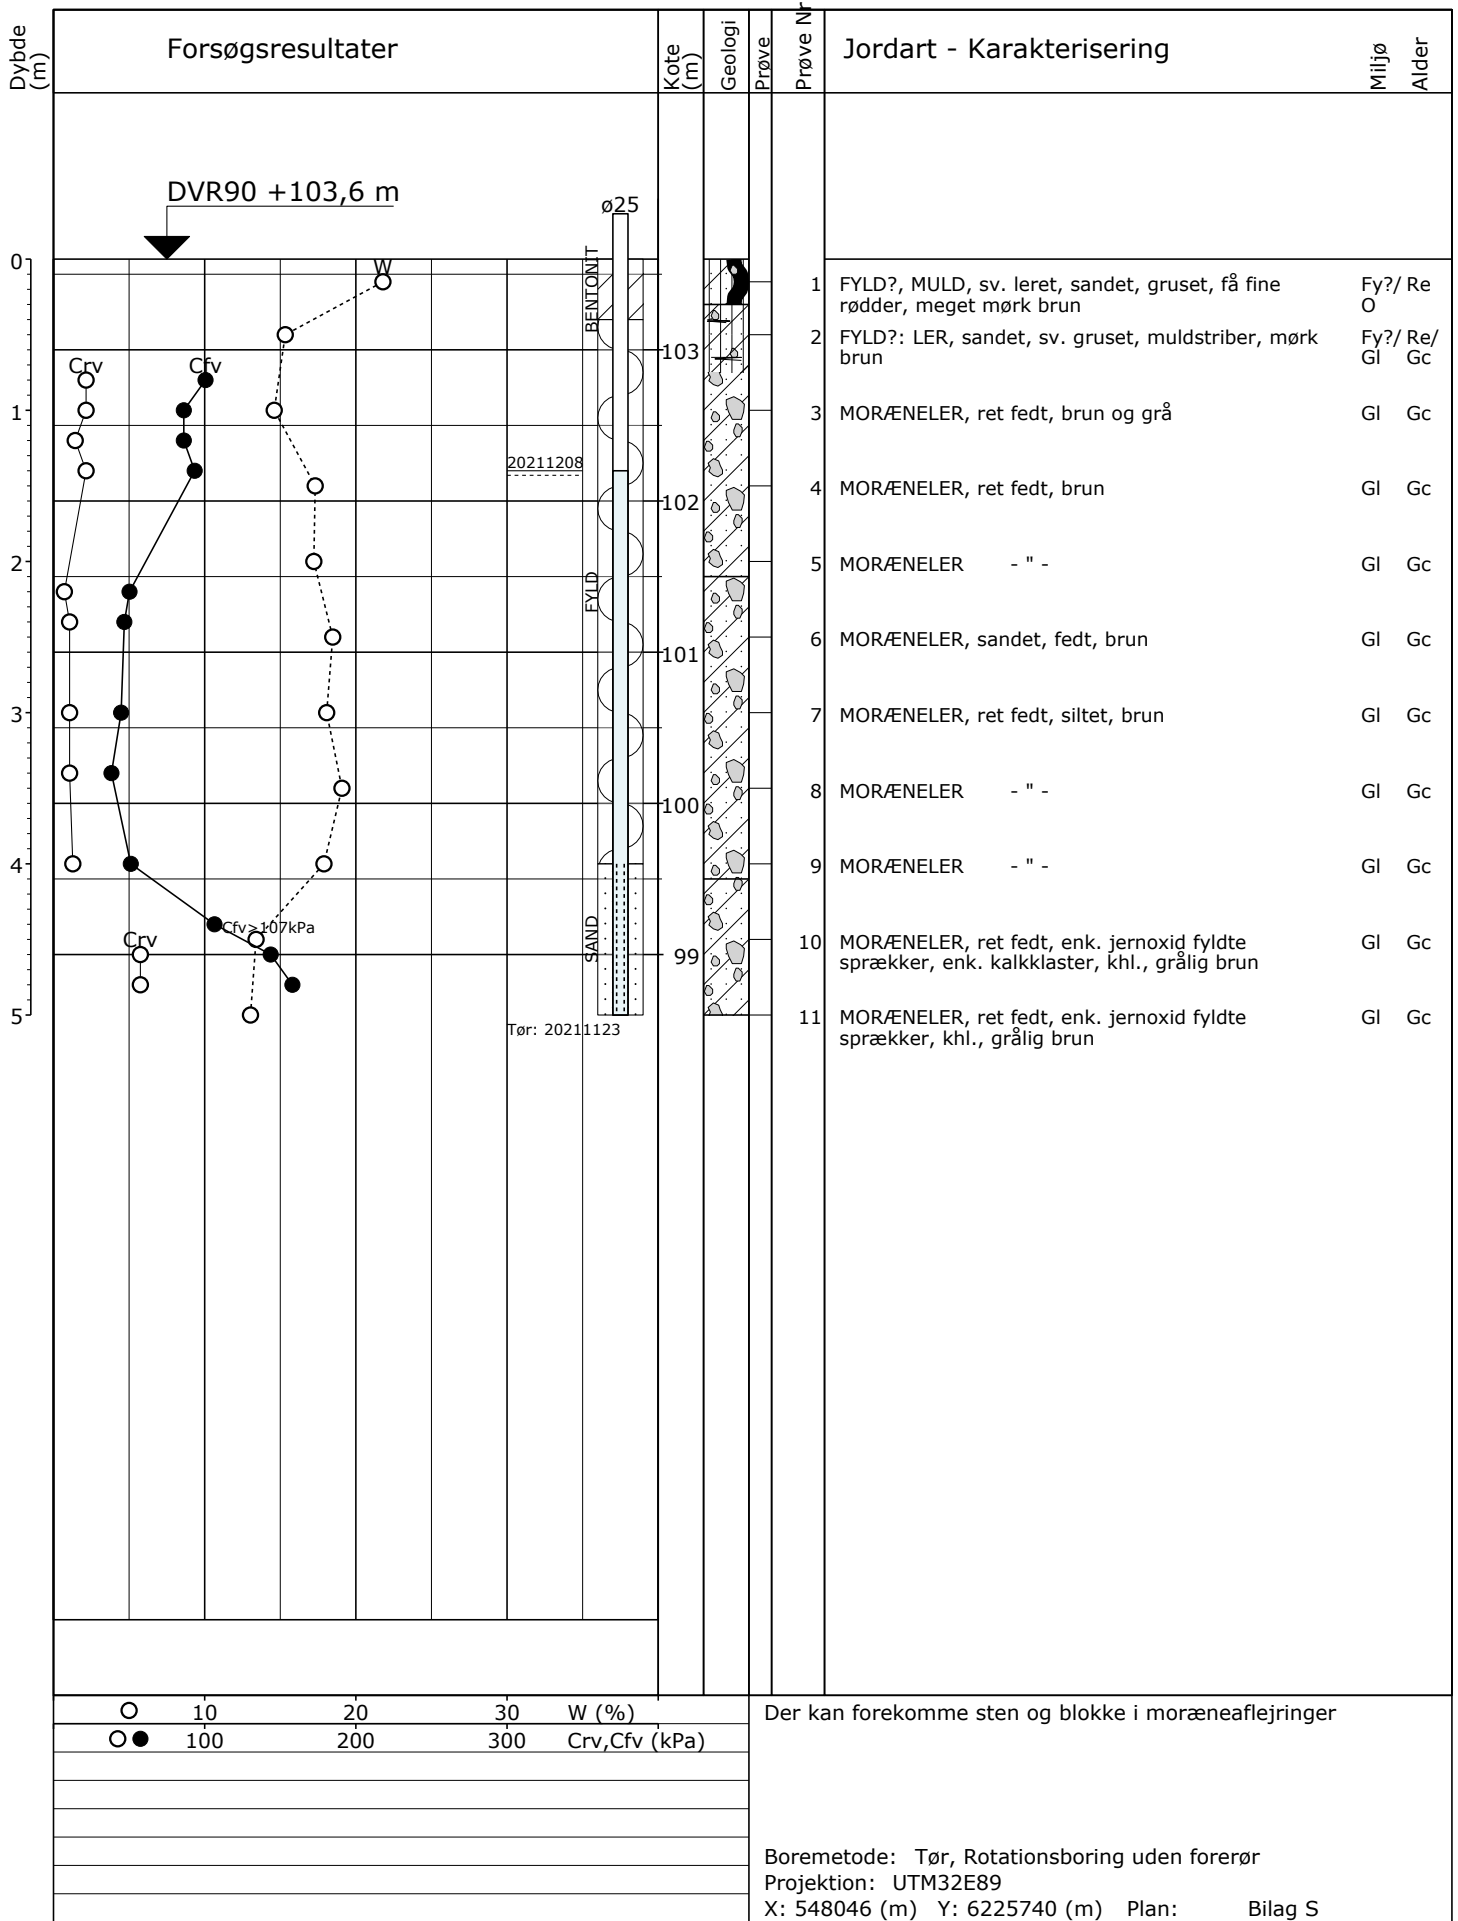 Dybde (m)
Forsøgsresultater
Kote (m)
Geologi
Prøve
Prøve Nr
Jordart - Karakterisering
Miljø
Alder
DVR90 +103,6 m
ø25
W
Crv
Cfv
BENTONIT
FYLD
SAND
20211208
Cfv>107kPa
Crv
Tør: 20211123
0
1
2
3
4
5
103
102
101
100
99
1 FYLD?, MULD, sv. leret, sandet, gruset, få fine Fy?/ Re
rødder, meget mørk brun O
2 FYLD?: LER, sandet, sv. gruset, muldstriber, mørk Fy?/ Re/
brun Gl Gc
3 MORÆNELER, ret fedt, brun og grå Gl Gc
4 MORÆNELER, ret fedt, brun Gl Gc
5 MORÆNELER - " - Gl Gc
6 MORÆNELER, sandet, fedt, brun Gl Gc
7 MORÆNELER, ret fedt, siltet, brun Gl Gc
8 MORÆNELER - " - Gl Gc
9 MORÆNELER - " - Gl Gc
10 MORÆNELER, ret fedt, enk. jernoxid fyldte Gl Gc
sprækker, enk. kalkklaster, khl., grålig brun
11 MORÆNELER, ret fedt, enk. jernoxid fyldte Gl Gc
sprækker, khl., grålig brun
10 20 30 W (%)
100 200 300 Crv,Cfv (kPa)
Der kan forekomme sten og blokke i moræneaflejringer
Boremetode: Tør, Rotationsboring uden forerør
Projektion: UTM32E89
X: 548046 (m) Y: 6225740 (m) Plan: Bilag S